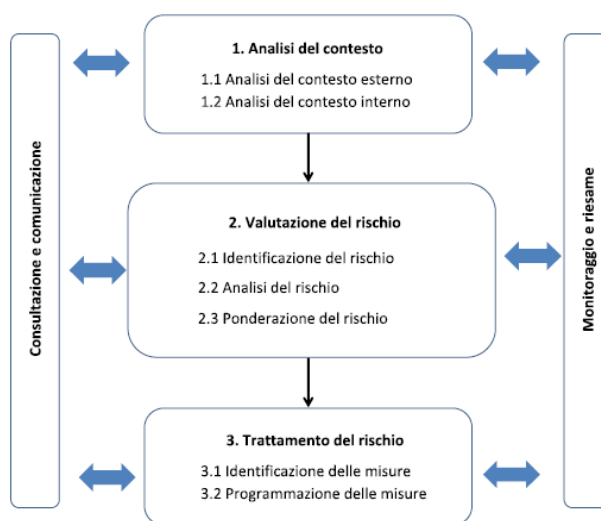 Consultazione e comunicazione
1. Analisi del contesto
1.1 Analisi del contesto esterno
1.2 Analisi del contesto interno
2. Valutazione del rischio
2.1 Identificazione del rischio
2.2 Analisi del rischio
2.3 Ponderazione del rischio
3. Trattamento del rischio
3.1 Identificazione delle misure
3.2 Programmazione delle misure
Monitoraggio e riesame